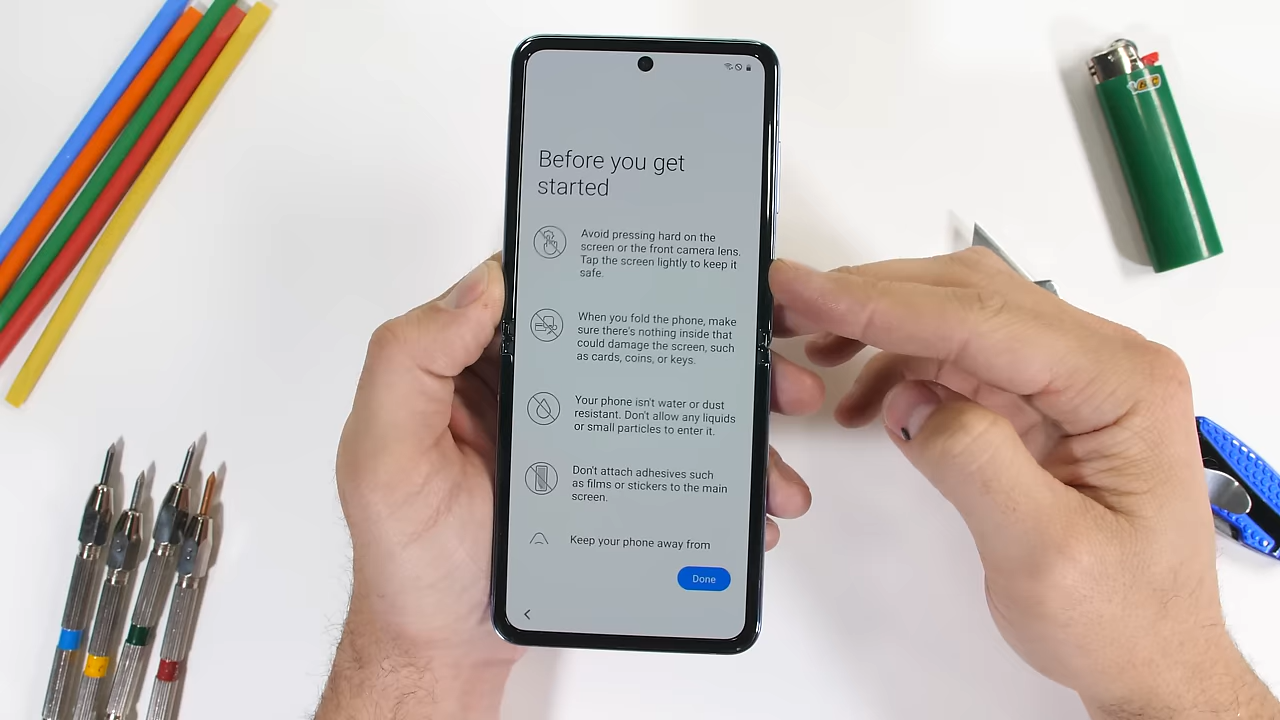 Before you get
started
Avoid pressing hard on the
screen or the front camera lens.
Tap the screen lightly to keep it
safe.
When you fold the phone, make
sure there's nothing inside that
could damage the screen, such
as cards, coins, or keys.
Your phone isn't water or dust
resistant. Don't allow any liquids
or small particles to enter it.
Don't attach adhesives such
as films or stickers to the main
screen.
Keep your phone away from
Done